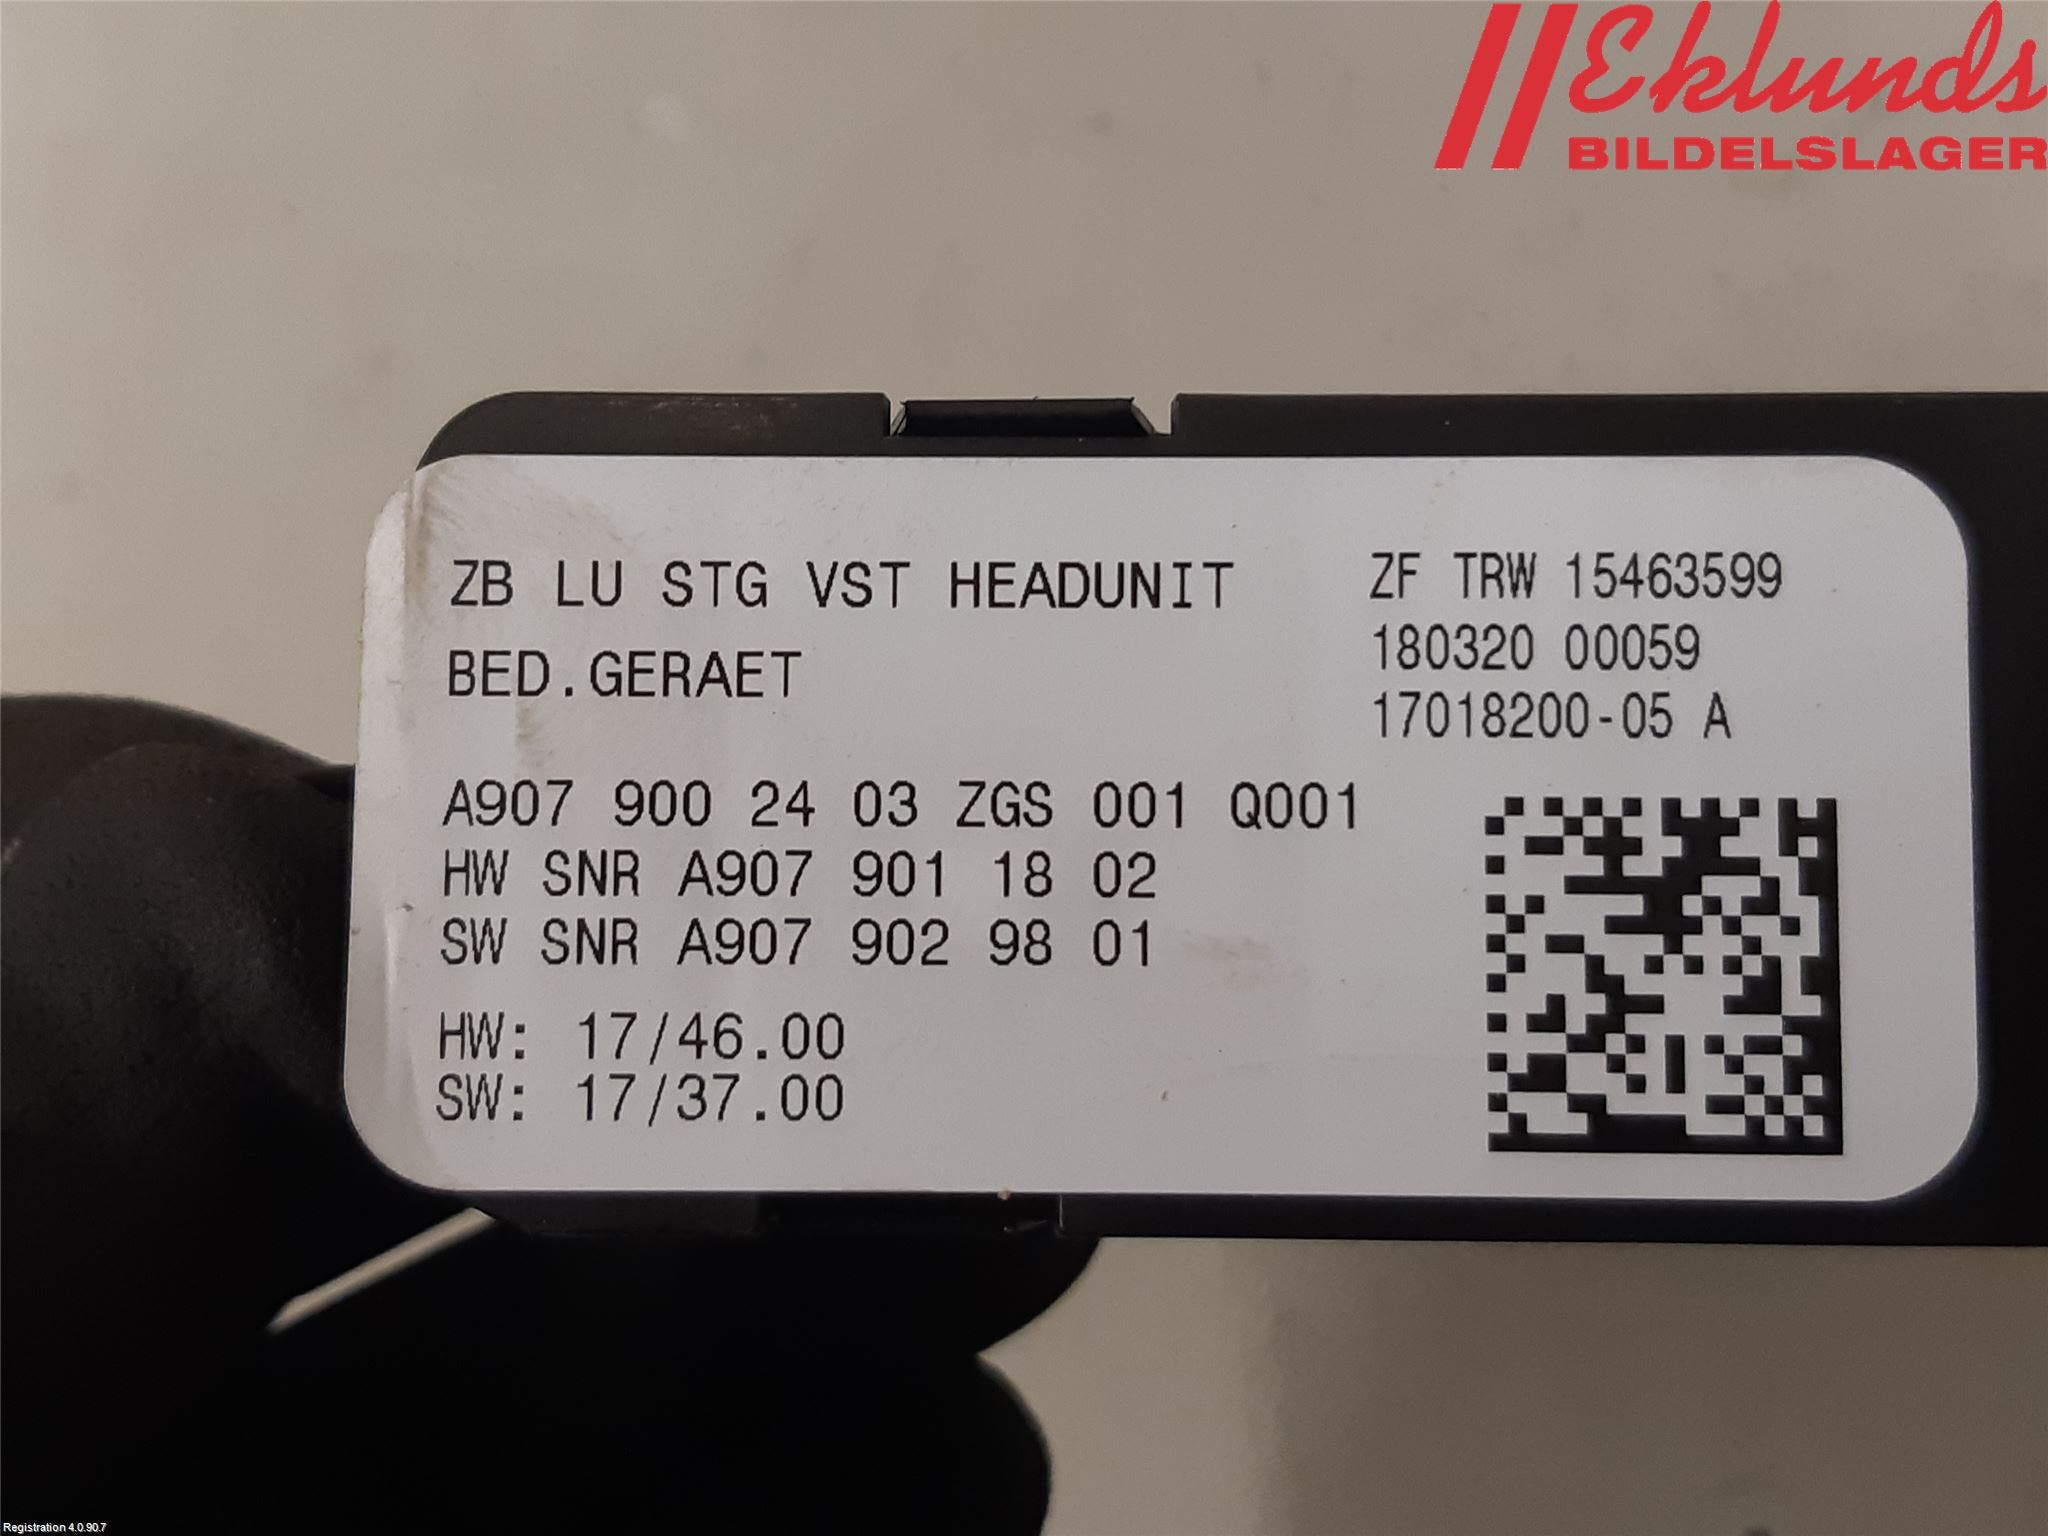 Eklunds
BILDELSLAGER
ZB LU STG VST HEADUNIT
BED.GERAET
ZF TRW 15463599
180320 00059
17018200-05 A
A907 900 24 03 ZGS 001 Q001
HW SNR A907 901 18 02
SW SNR A907 902 98 01
HW: 17/46.00
SW: 17/37.00
Registration 4.0.90.7